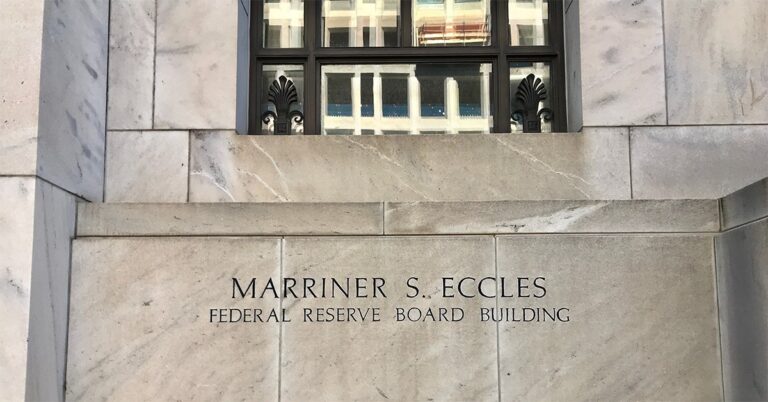 MARRINER S. ECCLES
FEDERAL RESERVE BOARD BUILDING